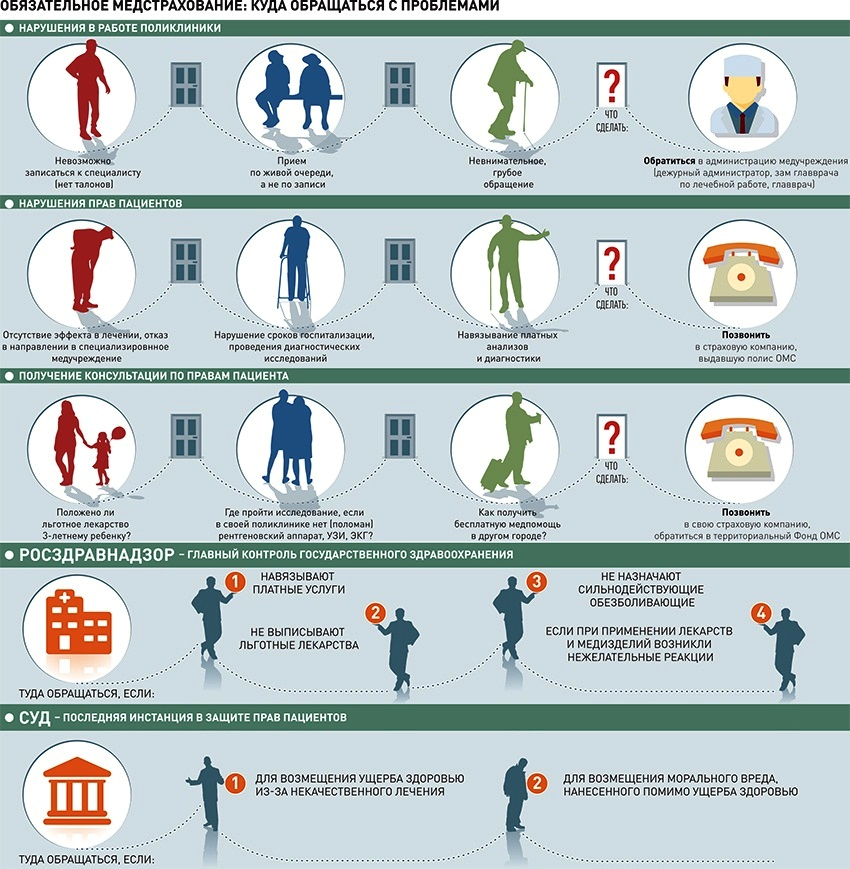 ОБЯЗАТЕЛЬНОЕ МЕДСТРАХОВАНИЕ: КУДА ОБРАЩАТЬСЯ С ПРОБЛЕМАМИ
НАРУШЕНИЯ В РАБОТЕ ПОЛИКЛИНИКИ
Невозможно
записаться к специалисту
(нет талонов)
Прием
по живой очереди,
а не по записи
Невнимательное,
грубое
обращение
?
ЧТО
СДЕЛАТЬ:
Обратиться в администрацию медучреждения
(дежурный администратор, зам главврача
по лечебной работе, главврач)
НАРУШЕНИЯ ПРАВ ПАЦИЕНТОВ
Отсутствие эффекта в лечении, отказ
в направлении в специализировное
медучреждение
Нарушение сроков госпитализации,
проведения диагностических
исследований
Навязывание платных
анализов
и диагностики
?
ЧТО
СДЕЛАТЬ:
Позвонить
в страховую компанию,
выдавшую полис ОМС
ПОЛУЧЕНИЕ КОНСУЛЬТАЦИИ ПО ПРАВАМ ПАЦИЕНТА
Положено ли
льготное лекарство
3-летнему ребенку?
Где пройти исследование, если
в своей поликлинике нет (поломан)
рентгеновский аппарат, УЗИ, ЭКГ?
Как получить
бесплатную медпомощь
в другом городе?
?
ЧТО
СДЕЛАТЬ:
Позвонить
в свою страховую компанию,
обратиться в территориальный Фонд ОМС
РОСЗДРАВНАДЗОР – ГЛАВНЫЙ КОНТРОЛЬ ГОСУДАРСТВЕННОГО ЗДРАВООХРАНЕНИЯ
ТУДА ОБРАЩАТЬСЯ, ЕСЛИ:
1
НАВЯЗЫВАЮТ
ПЛАТНЫЕ УСЛУГИ
2
НЕ ВЫПИСЫВАЮТ
ЛЬГОТНЫЕ ЛЕКАРСТВА
3
НЕ НАЗНАЧАЮТ
СИЛЬНОДЕЙСТВУЮЩИЕ
ОБЕЗБОЛИВАЮЩИЕ
4
ЕСЛИ ПРИ ПРИМЕНЕНИИ ЛЕКАРСТВ
И МЕДИЗДЕЛИЙ ВОЗНИКЛИ
НЕЖЕЛАТЕЛЬНЫЕ РЕАКЦИИ
СУД – ПОСЛЕДНЯЯ ИНСТАНЦИЯ В ЗАЩИТЕ ПРАВ ПАЦИЕНТОВ
ТУДА ОБРАЩАТЬСЯ, ЕСЛИ:
1
ДЛЯ ВОЗМЕЩЕНИЯ УЩЕРБА ЗДОРОВЬЮ
ИЗ-ЗА НЕКАЧЕСТВЕННОГО ЛЕЧЕНИЯ
2
ДЛЯ ВОЗМЕЩЕНИЯ МОРАЛЬНОГО ВРЕДА,
НАНЕСЕННОГО ПОМИМО УЩЕРБА ЗДОРОВЬЮ